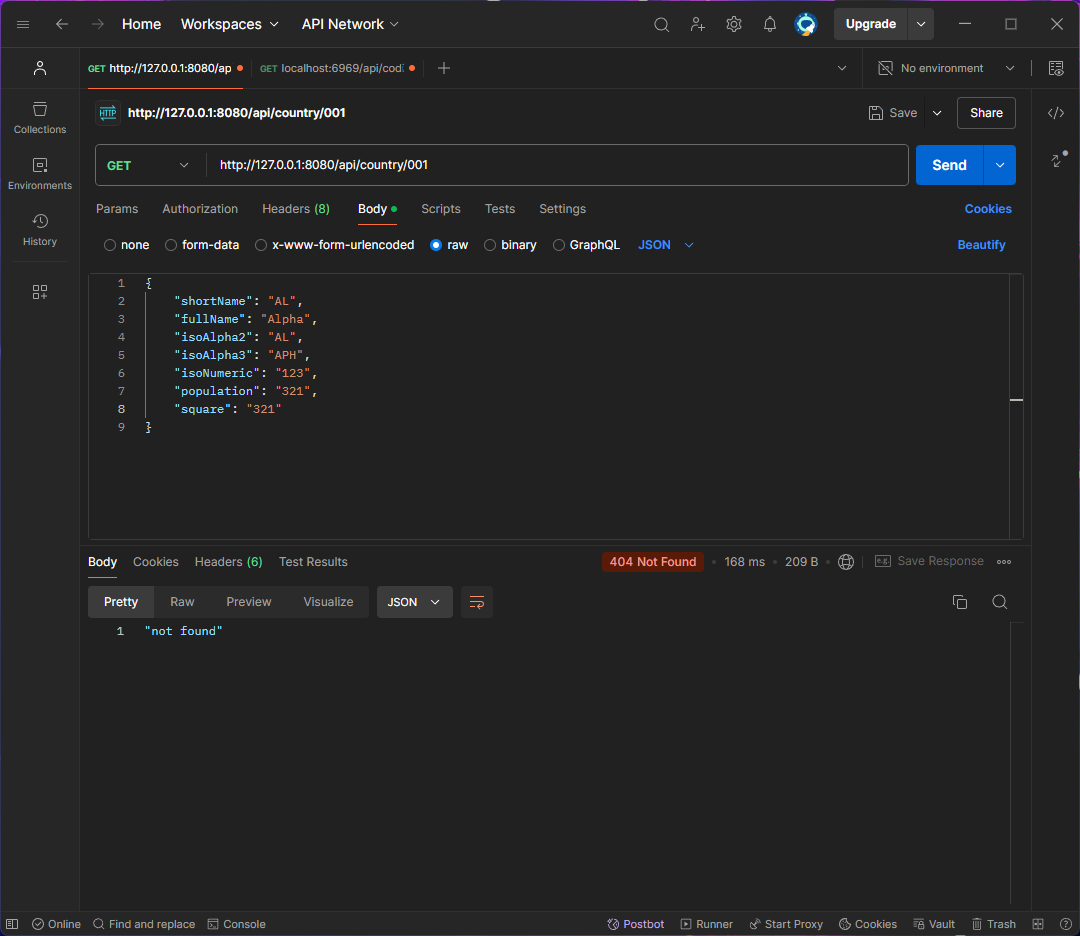 Home Workspaces API Network Upgrade
GET http://127.0.0.1:8080/ap GET localhost:6969/api/cod No environment
HTTP http://127.0.0.1:8080/api/country/001 Save Share
Collections
Environments
History
GET http://127.0.0.1:8080/api/country/001 Send
Params Authorization Headers (8) Body Scripts Tests Settings Cookies
none form-data x-www-form-urlencoded raw binary GraphQL JSON Beautify
1 {
2 "shortName": "AL",
3 "fullName": "Alpha",
4 "isoAlpha2": "AL",
5 "isoAlpha3": "APH",
6 "isoNumeric": "123",
7 "population": "321",
8 "square": "321"
9 }
Body Cookies Headers (6) Test Results 404 Not Found 168 ms 209 B Save Response
Pretty Raw Preview Visualize JSON
1 "not found"
Online Find and replace Console Postbot Runner Start Proxy Cookies Vault Trash